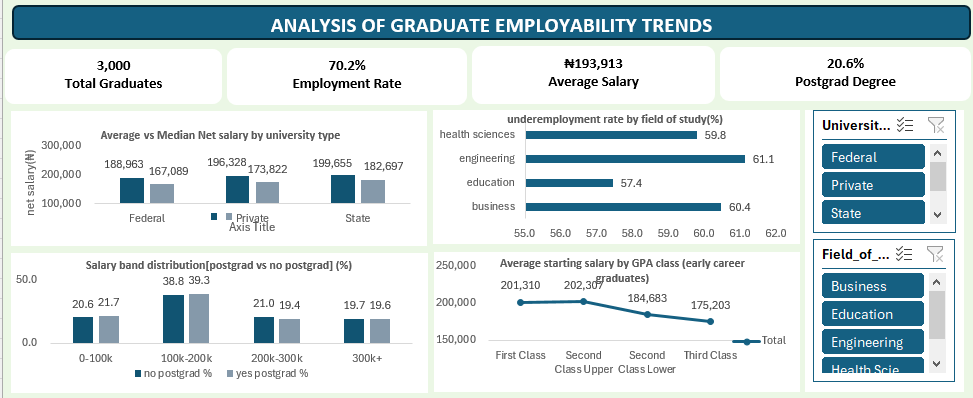 ANALYSIS OF GRADUATE EMPLOYABILITY TRENDS
3,000
Total Graduates
70.2%
Employment Rate
₦193,913
Average Salary
20.6%
Postgrad Degree
Average vs Median Net salary by university type
net salary(₦)
300,000
200,000
100,000
188,963 167,089
196,328 173,822
199,655 182,697
Federal Private State
Axis Title
underemployment rate by field of study(%)
health sciences 59.8
engineering 61.1
education 57.4
business 60.4
55.0 56.0 57.0 58.0 59.0 60.0 61.0 62.0
Universit...
Federal
Private
State
Salary band distribution[postgrad vs no postgrad] (%)
50.0
0.0
20.6 21.7
38.8 39.3
21.0 19.4
19.7 19.6
0-100k 100k-200k 200k-300k 300k+
no postgrad % yes postgrad %
Average starting salary by GPA class (early career
graduates)
250,000
200,000
150,000
201,310 202,307 184,683 175,203
First Class Second Second Third Class
Class Upper Class Lower
Total
Field_of_...
Business
Education
Engineering
Health Scie